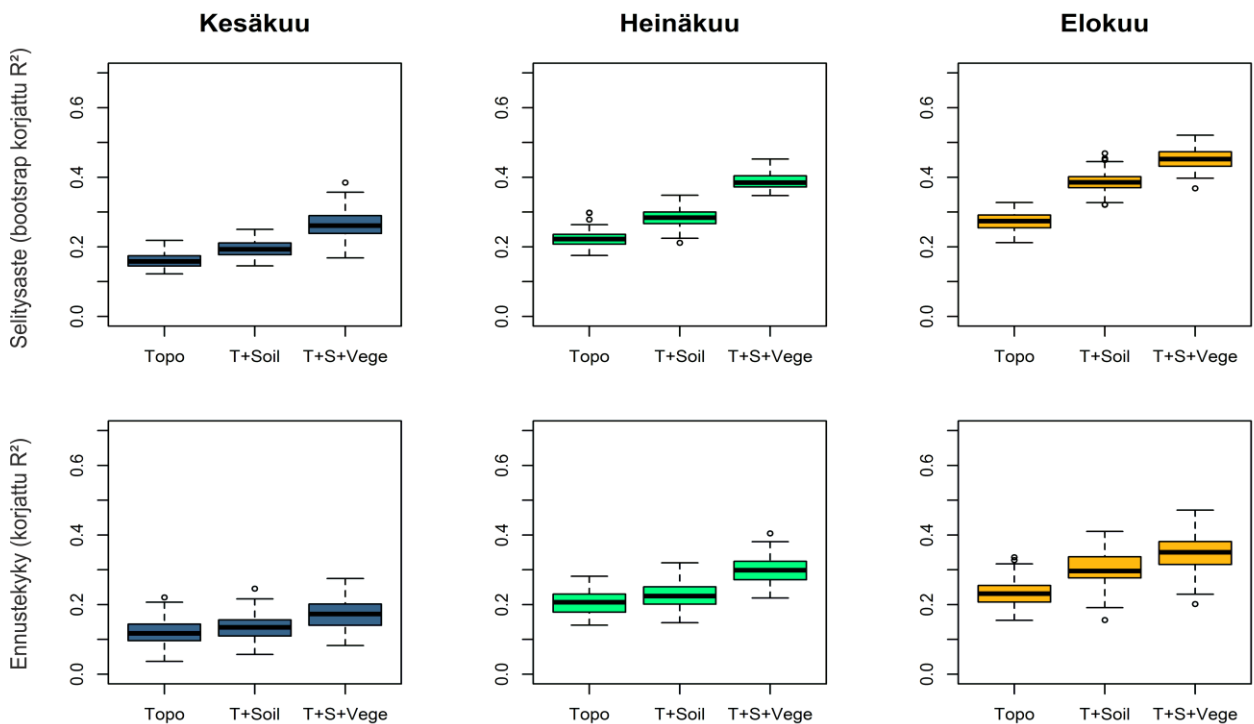 Kesäkuu
Heinäkuu
Elokuu
Selitysaste (bootsrap korjattu R²)
0.6
0.4
0.2
0.0
Topo T+Soil T+S+Vege
0.6
0.4
0.2
0.0
Topo T+Soil T+S+Vege
0.6
0.4
0.2
0.0
Topo T+Soil T+S+Vege
Ennustekyky (korjattu R²)
0.6
0.4
0.2
0.0
Topo T+Soil T+S+Vege
0.6
0.4
0.2
0.0
Topo T+Soil T+S+Vege
0.6
0.4
0.2
0.0
Topo T+Soil T+S+Vege